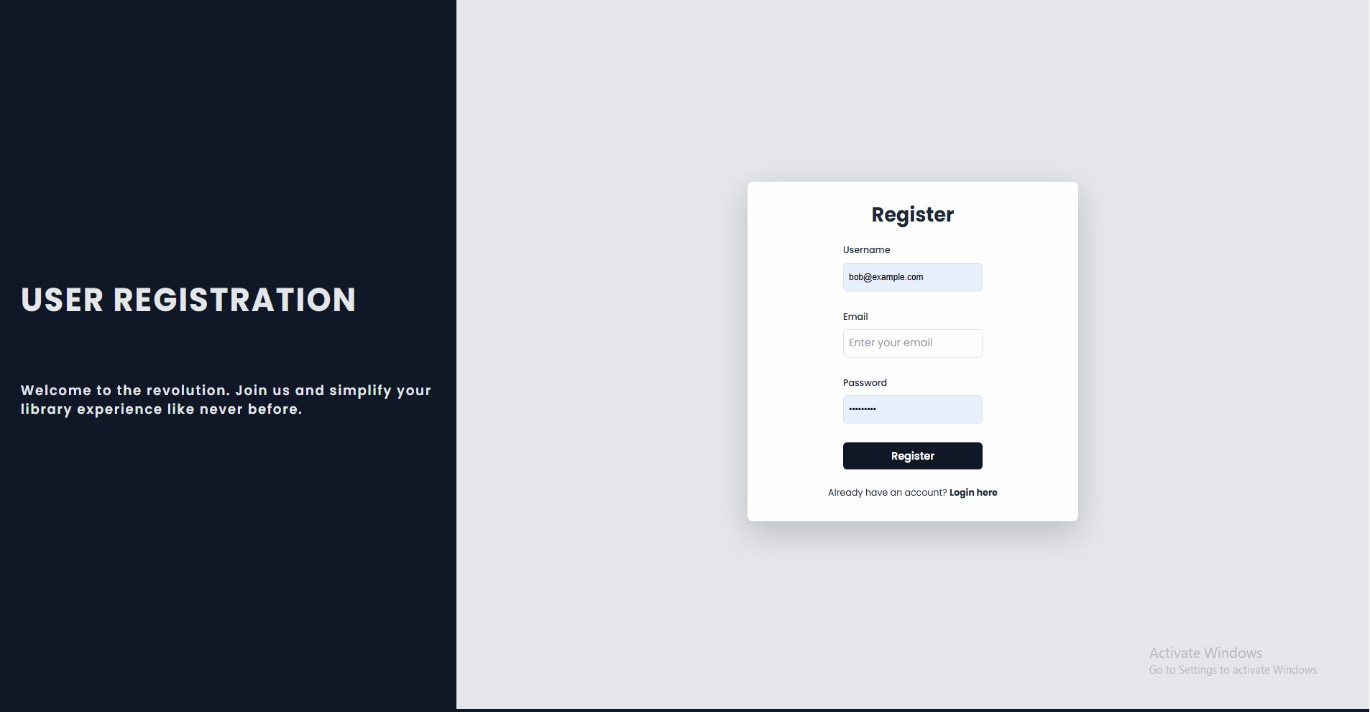 USER REGISTRATION
Welcome to the revolution. Join us and simplify your
library experience like never before.
Register
Username
bob@example.com
Email
Enter your email
Password
•••••••••
Register
Already have an account? Login here
Activate Windows
Go to Settings to activate Windows.